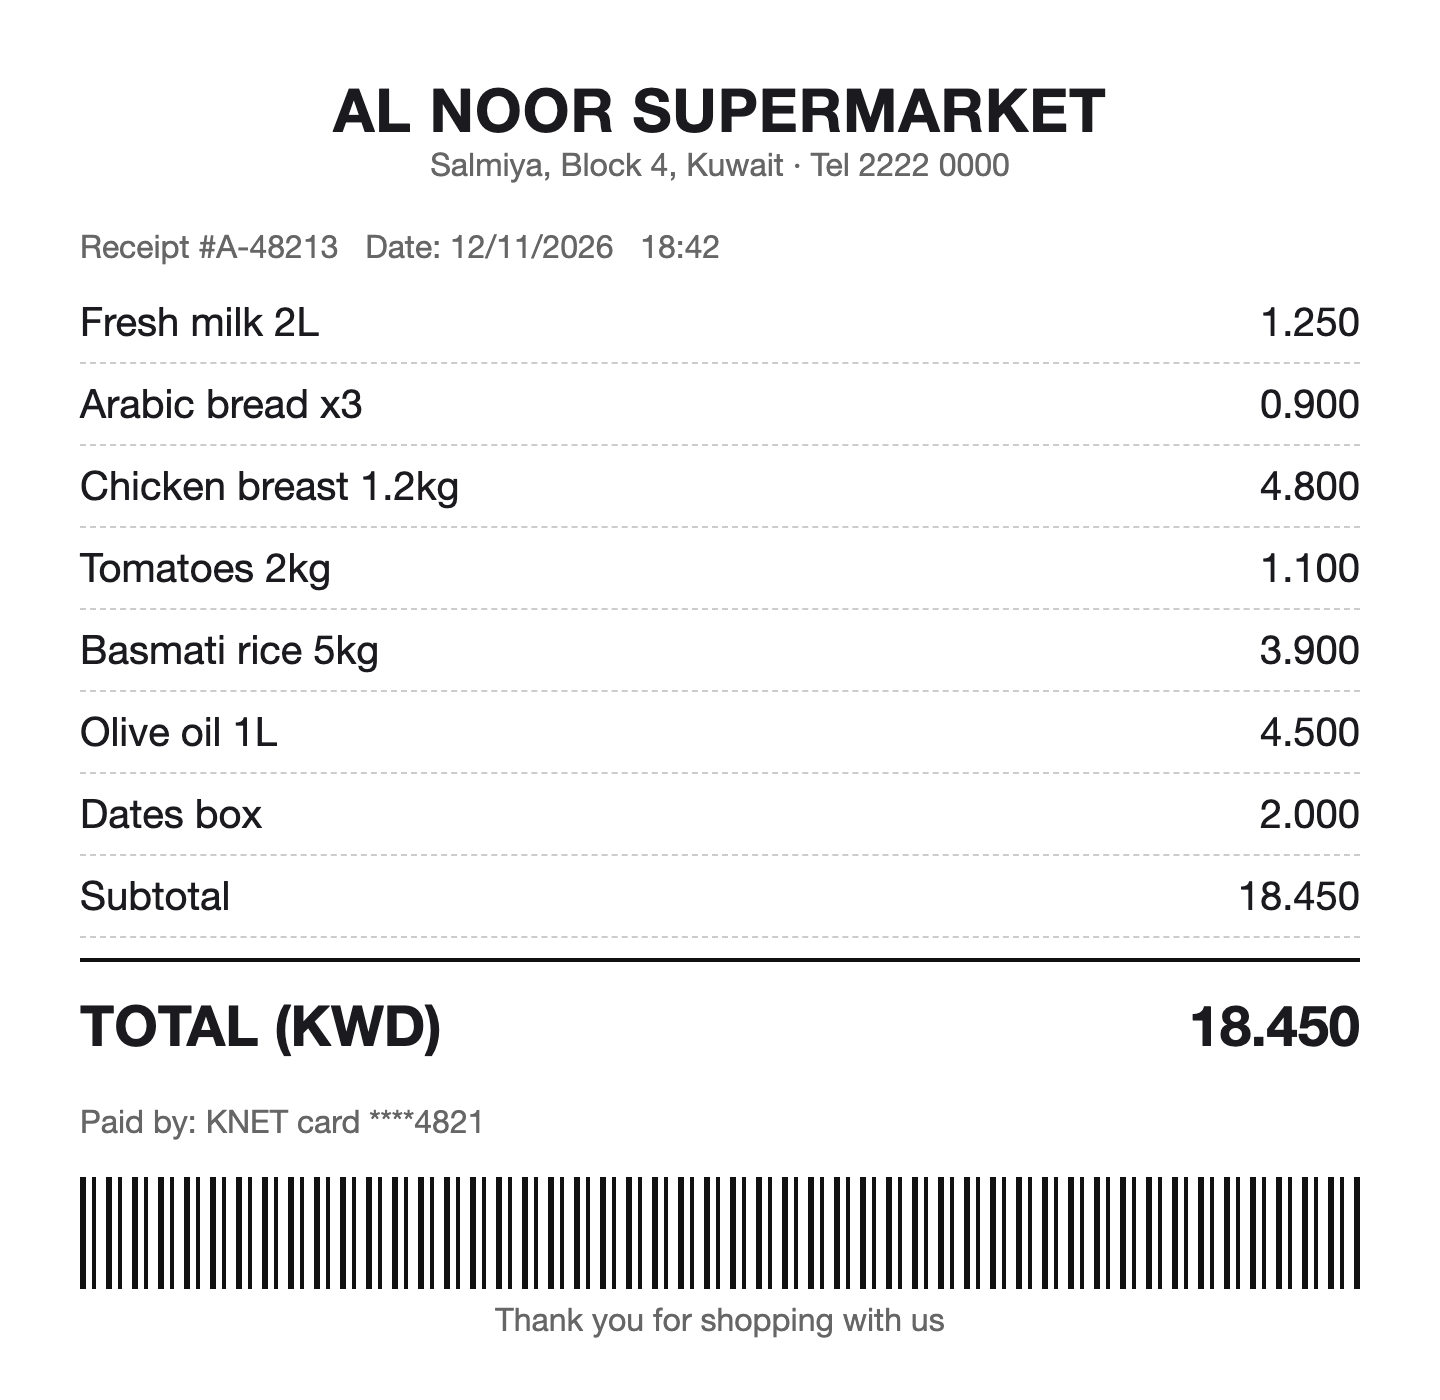 AL NOOR SUPERMARKET
Salmiya, Block 4, Kuwait · Tel 2222 0000
Receipt #A-48213 Date: 12/11/2026 18:42
Fresh milk 2L 1.250
Arabic bread x3 0.900
Chicken breast 1.2kg 4.800
Tomatoes 2kg 1.100
Basmati rice 5kg 3.900
Olive oil 1L 4.500
Dates box 2.000
Subtotal 18.450
TOTAL (KWD) 18.450
Paid by: KNET card ****4821
Thank you for shopping with us